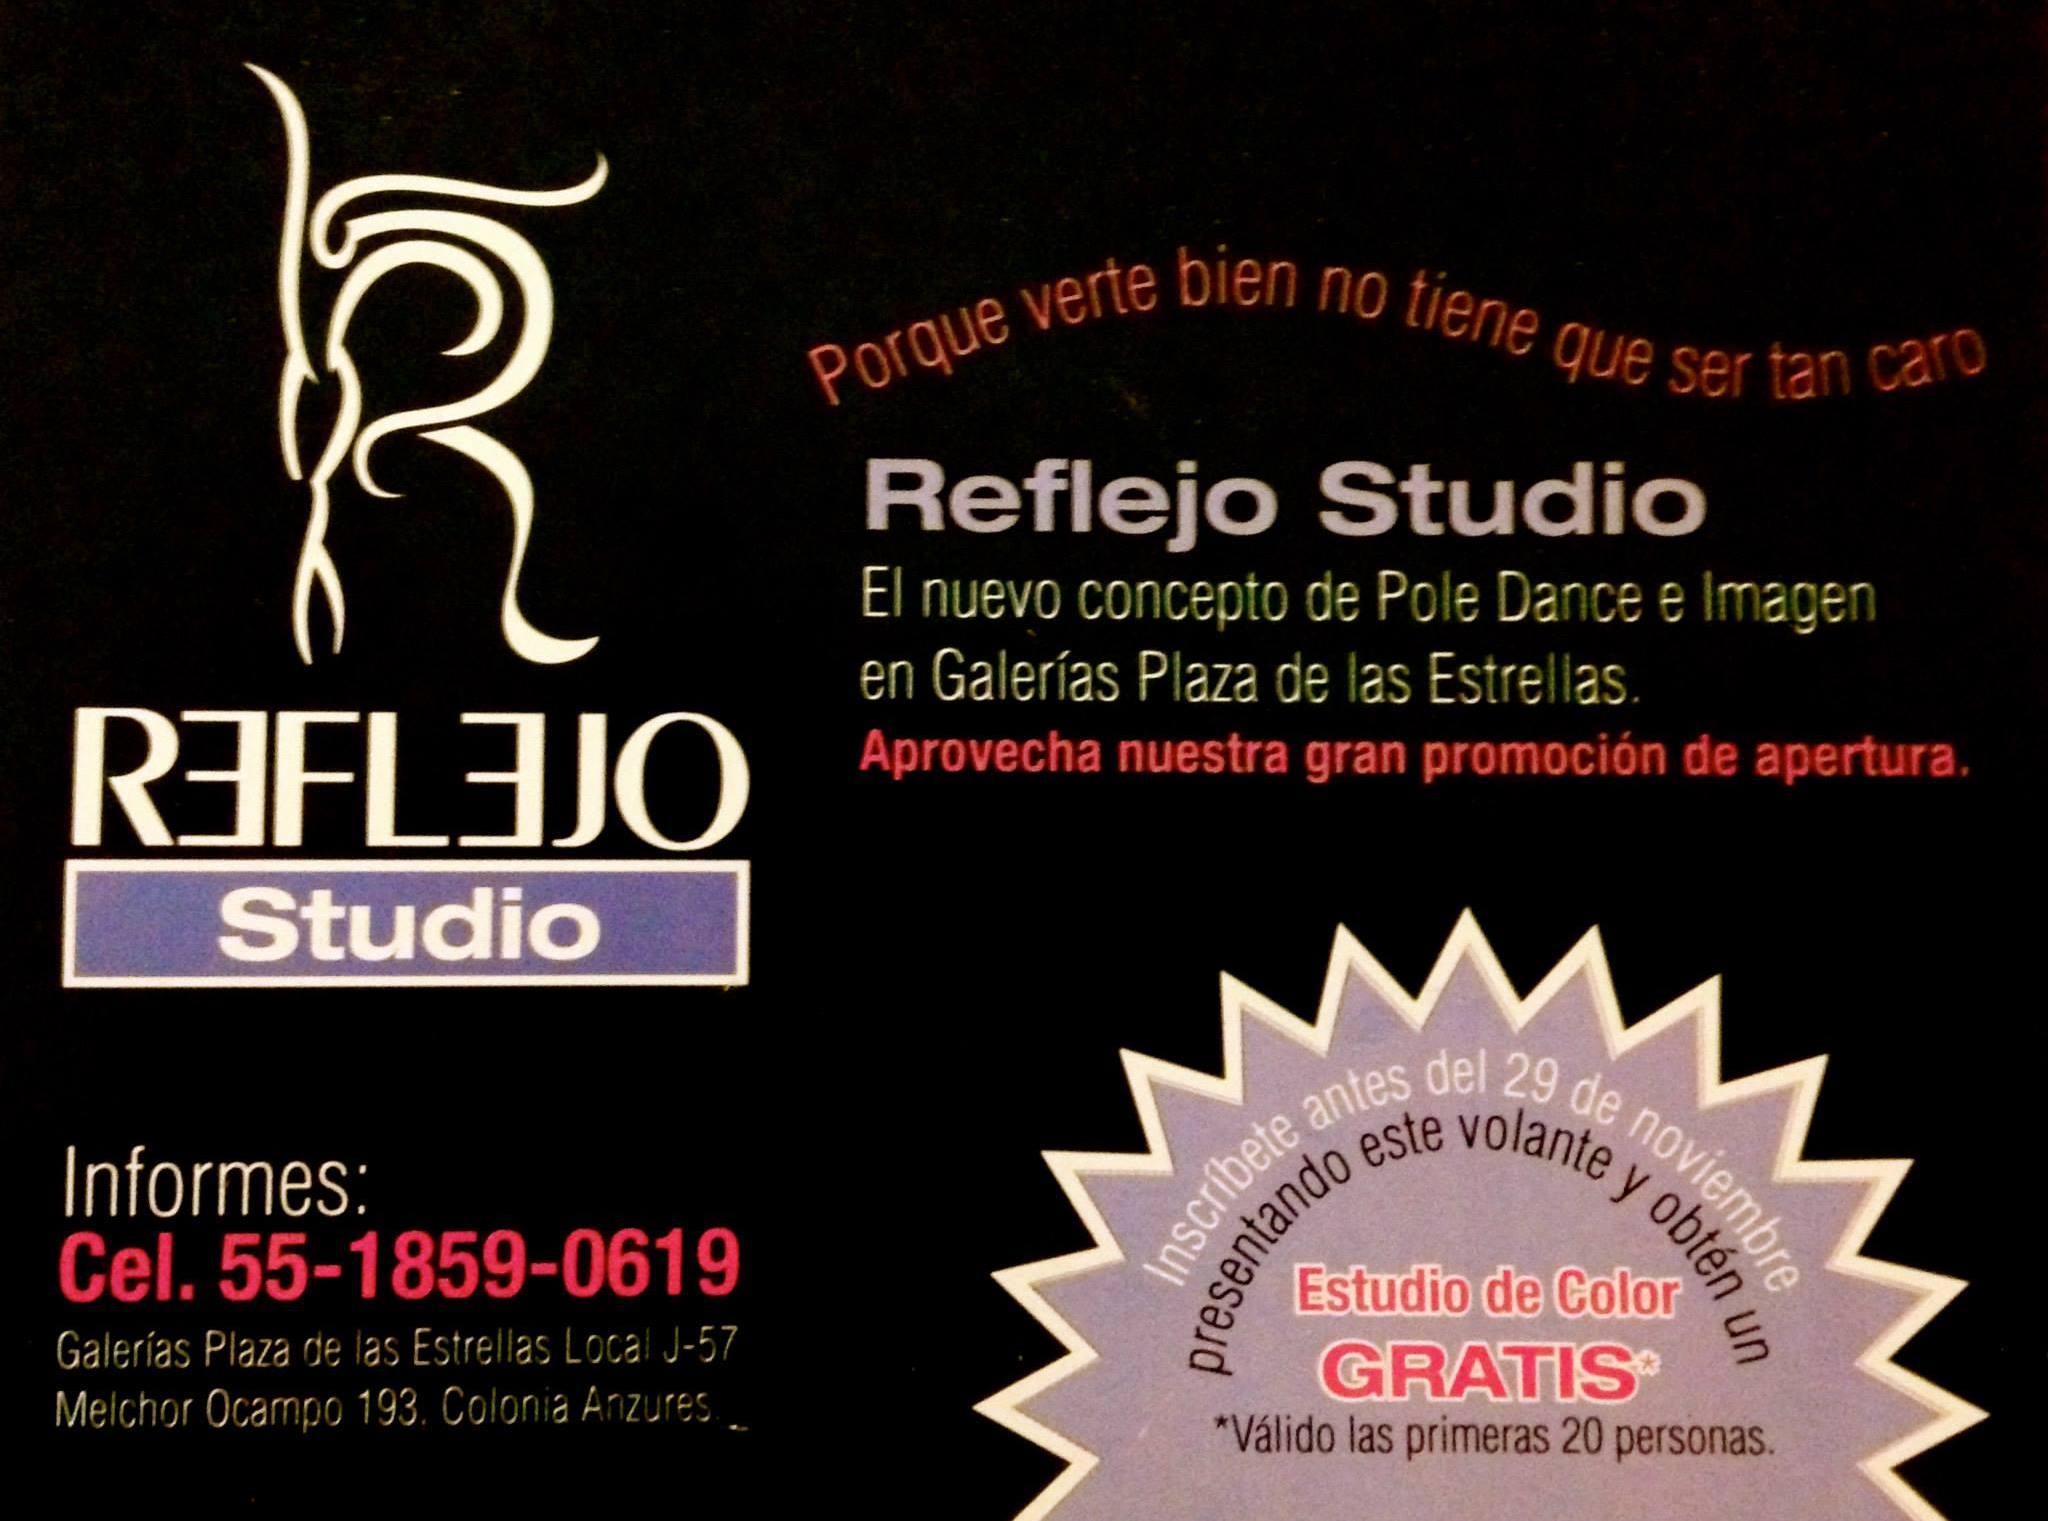 Porque verte bien no tiene que ser tan caro
Reflejo Studio
El nuevo concepto de Pole Dance e Imagen
en Galerías Plaza de las Estrellas.
Aprovecha nuestra gran promoción de apertura.
REFLEJO
Studio
Informes:
Cel. 55-1859-0619
Galerías Plaza de las Estrellas Local J-57
Melchor Ocampo 193. Colonia Anzures.
Inscríbete antes del 29 de noviembre
presentando este volante y obtén un
Estudio de Color
GRATIS*
*Válido las primeras 20 personas.